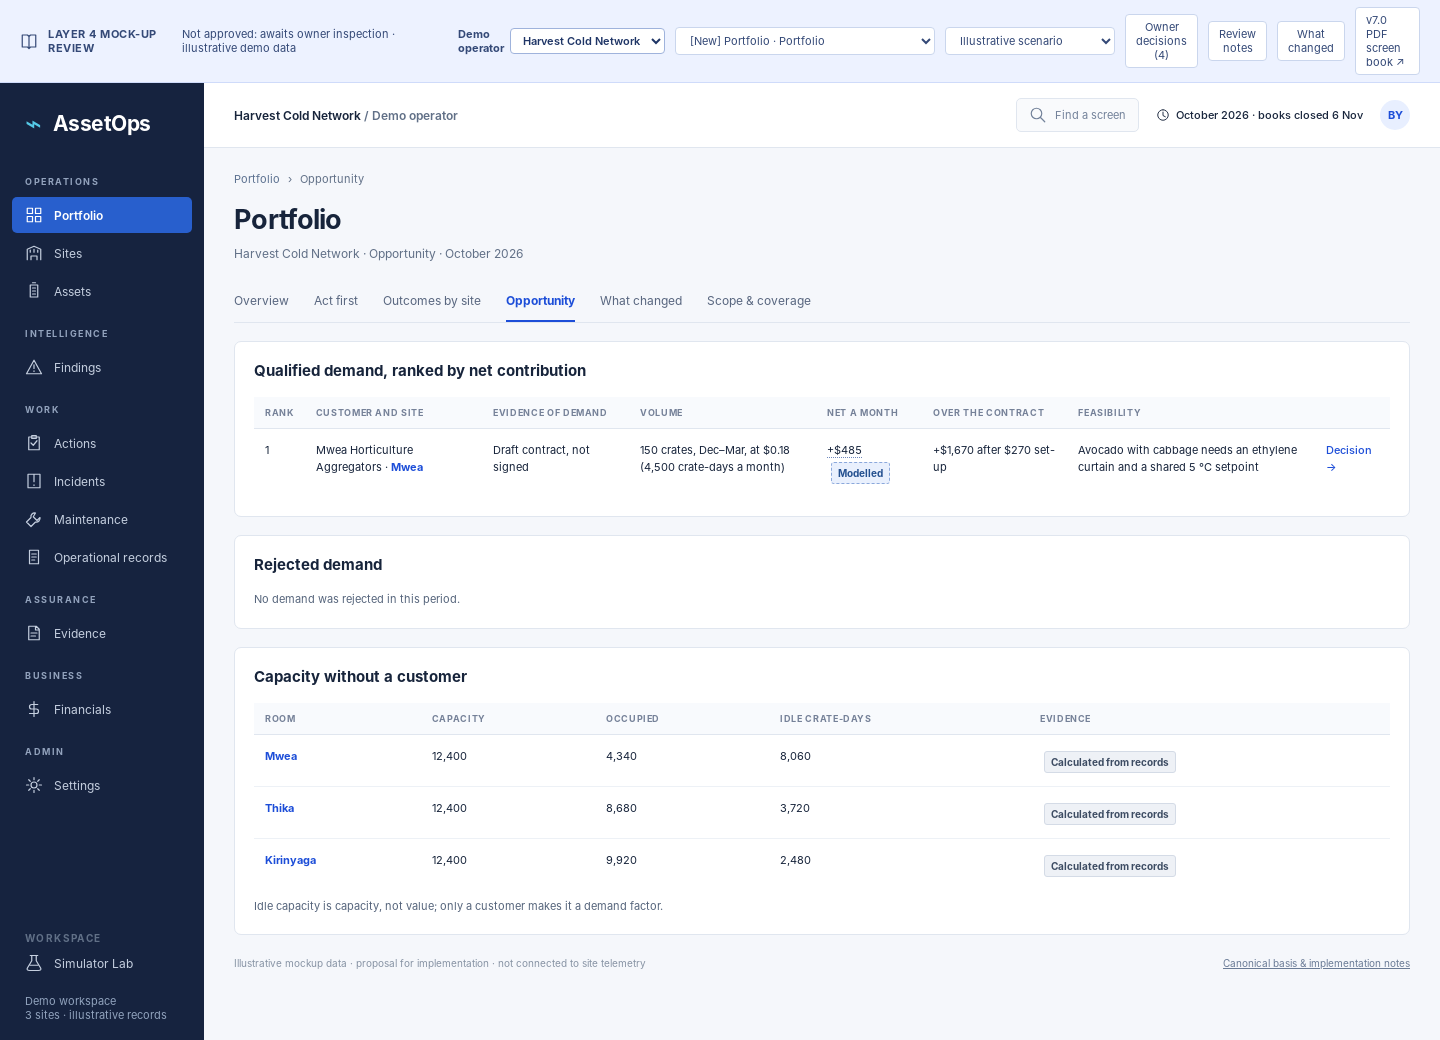 LAYER 4 MOCK-UP
REVIEW
Not approved: awaits owner inspection ·
illustrative demo data
Demo
operator
Harvest Cold Network
[New] Portfolio · Portfolio
Illustrative scenario
Owner
decisions
(4)
Review
notes
What
changed
v7.0
PDF
screen
book ↗
AssetOps
Harvest Cold Network / Demo operator
Find a screen
October 2026 · books closed 6 Nov
BY
OPERATIONS
Portfolio
Sites
Assets
INTELLIGENCE
Findings
WORK
Actions
Incidents
Maintenance
Operational records
ASSURANCE
Evidence
BUSINESS
Financials
ADMIN
Settings
WORKSPACE
Simulator Lab
Demo workspace
3 sites · illustrative records
Portfolio › Opportunity
Portfolio
Harvest Cold Network · Opportunity · October 2026
Overview Act first Outcomes by site Opportunity What changed Scope & coverage
Qualified demand, ranked by net contribution
RANK CUSTOMER AND SITE EVIDENCE OF DEMAND VOLUME NET A MONTH OVER THE CONTRACT FEASIBILITY
1 Mwea Horticulture Draft contract, not 150 crates, Dec–Mar, at $0.18 +$485 +$1,670 after $270 set- Avocado with cabbage needs an ethylene Decision
Aggregators · Mwea signed (4,500 crate-days a month) Modelled up curtain and a shared 5 °C setpoint →
Rejected demand
No demand was rejected in this period.
Capacity without a customer
ROOM CAPACITY OCCUPIED IDLE CRATE-DAYS EVIDENCE
Mwea 12,400 4,340 8,060 Calculated from records
Thika 12,400 8,680 3,720 Calculated from records
Kirinyaga 12,400 9,920 2,480 Calculated from records
Idle capacity is capacity, not value; only a customer makes it a demand factor.
Illustrative mockup data · proposal for implementation · not connected to site telemetry
Canonical basis & implementation notes